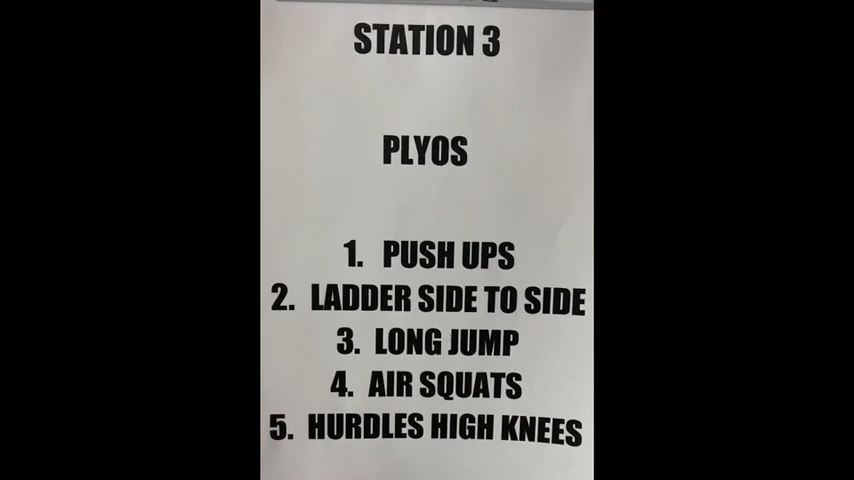 STATION 3
PLYOS
1. PUSH UPS
2. LADDER SIDE TO SIDE
3. LONG JUMP
4. AIR SQUATS
5. HURDLES HIGH KNEES